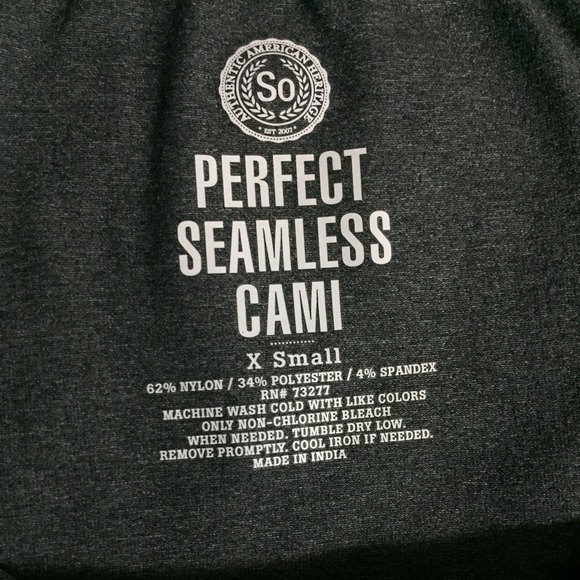 AUTHENTIC AMERICAN HERITAGE
So
• EST 2007 •
PERFECT
SEAMLESS
CAMI
X Small
62% NYLON / 34% POLYESTER / 4% SPANDEX
RN# 73277
MACHINE WASH COLD WITH LIKE COLORS
ONLY NON-CHLORINE BLEACH
WHEN NEEDED. TUMBLE DRY LOW.
REMOVE PROMPTLY. COOL IRON IF NEEDED.
MADE IN INDIA